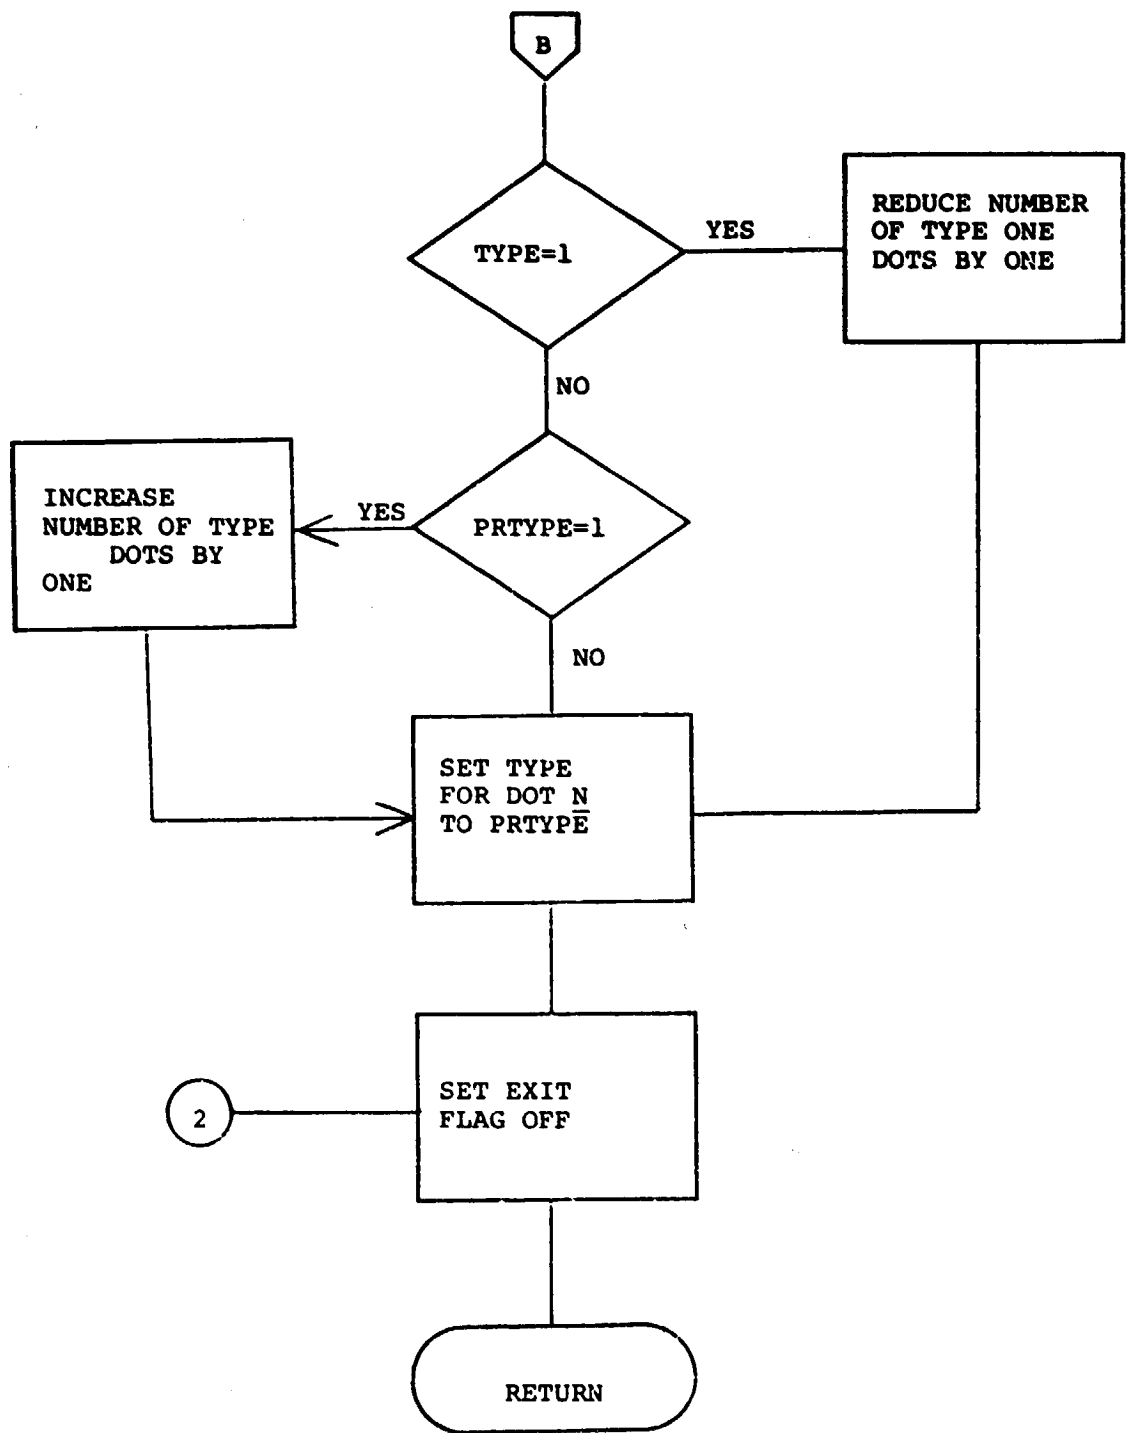 B
TYPE=1
YES
REDUCE NUMBER
OF TYPE ONE
DOTS BY ONE
NO
INCREASE
NUMBER OF TYPE
DOTS BY
ONE
YES
PRTYPE=1
NO
SET TYPE
FOR DOT N
TO PRTYPE
2
SET EXIT
FLAG OFF
RETURN